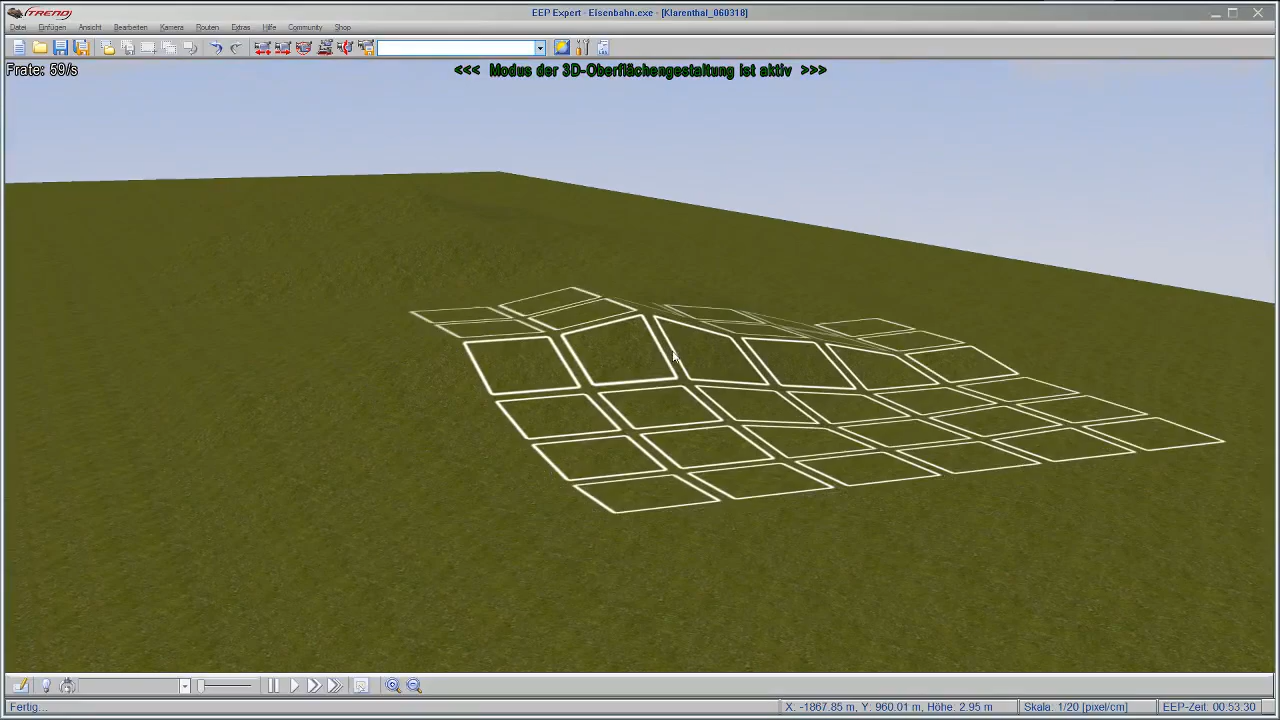 TREND
EEP Expert - Eisenbahn.exe - [Klarenthal_060318]
Datei Einfügen Ansicht Bearbeiten Kamera Routen Extras Hilfe Community Shop
Frate: 59/s
<<< Modus der 3D-Oberflächengestaltung ist aktiv >>>
Fertig...
X: -1867.85 m, Y: 960.01 m, Höhe: 2.95 m
Skala: 1/20 [pixel/cm]
EEP-Zeit: 00:53:30